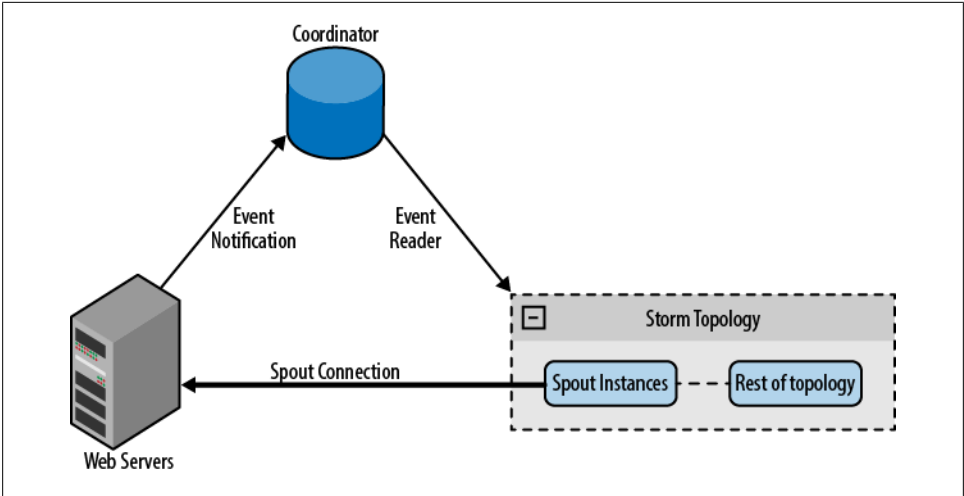 Coordinator
Event
Notification
Event
Reader
Storm Topology
Spout Connection
Spout Instances
Rest of topology
Web Servers